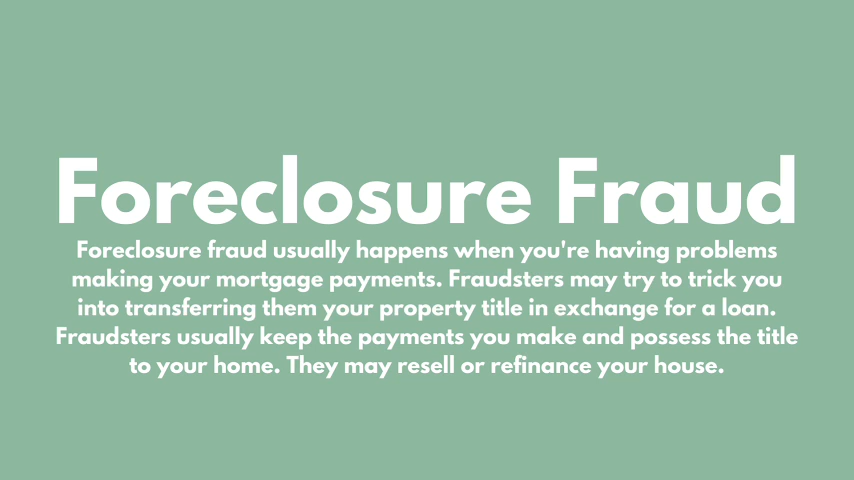 Foreclosure Fraud
Foreclosure fraud usually happens when you're having problems
making your mortgage payments. Fraudsters may try to trick you
into transferring them your property title in exchange for a loan.
Fraudsters usually keep the payments you make and possess the title
to your home. They may resell or refinance your house.